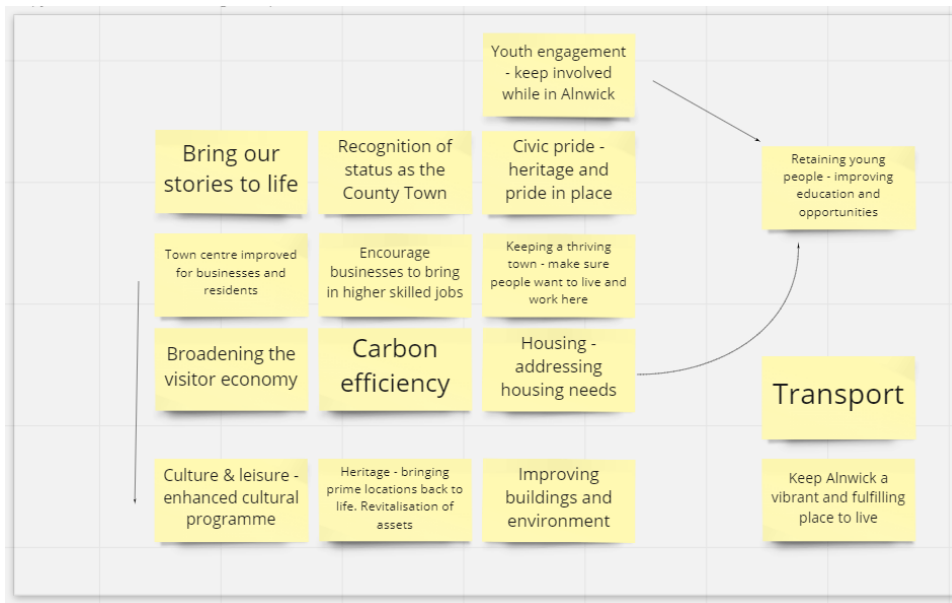 Youth engagement
- keep involved
while in Alnwick
Bring our
stories to life
Recognition of
status as the
County Town
Civic pride -
heritage and
pride in place
Retaining young
people - improving
education and
opportunities
Town centre improved
for businesses and
residents
Encourage
businesses to bring
in higher skilled jobs
Keeping a thriving
town - make sure
people want to live and
work here
Broadening the
visitor economy
Carbon
efficiency
Housing -
addressing
housing needs
Transport
Culture & leisure -
enhanced cultural
programme
Heritage - bringing
prime locations back to
life. Revitalisation of
assets
Improving
buildings and
environment
Keep Alnwick a
vibrant and fulfilling
place to live